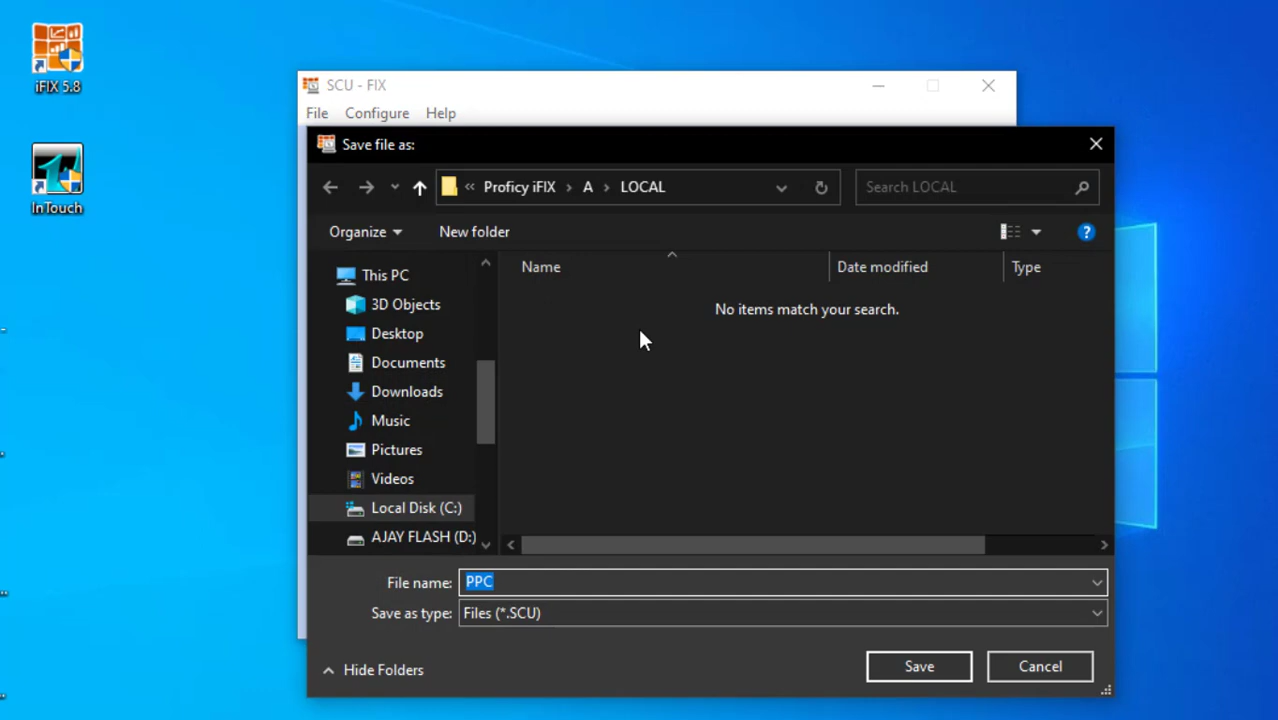 iFIX 5.8
InTouch
SCU - FIX
File Configure Help
Save file as:
« Proficy iFIX › A › LOCAL
Search LOCAL
Organize
New folder
Name
Date modified
Type
No items match your search.
This PC
3D Objects
Desktop
Documents
Downloads
Music
Pictures
Videos
Local Disk (C:)
AJAY FLASH (D:)
File name: PPC
Save as type: Files (*.SCU)
Hide Folders
Save
Cancel